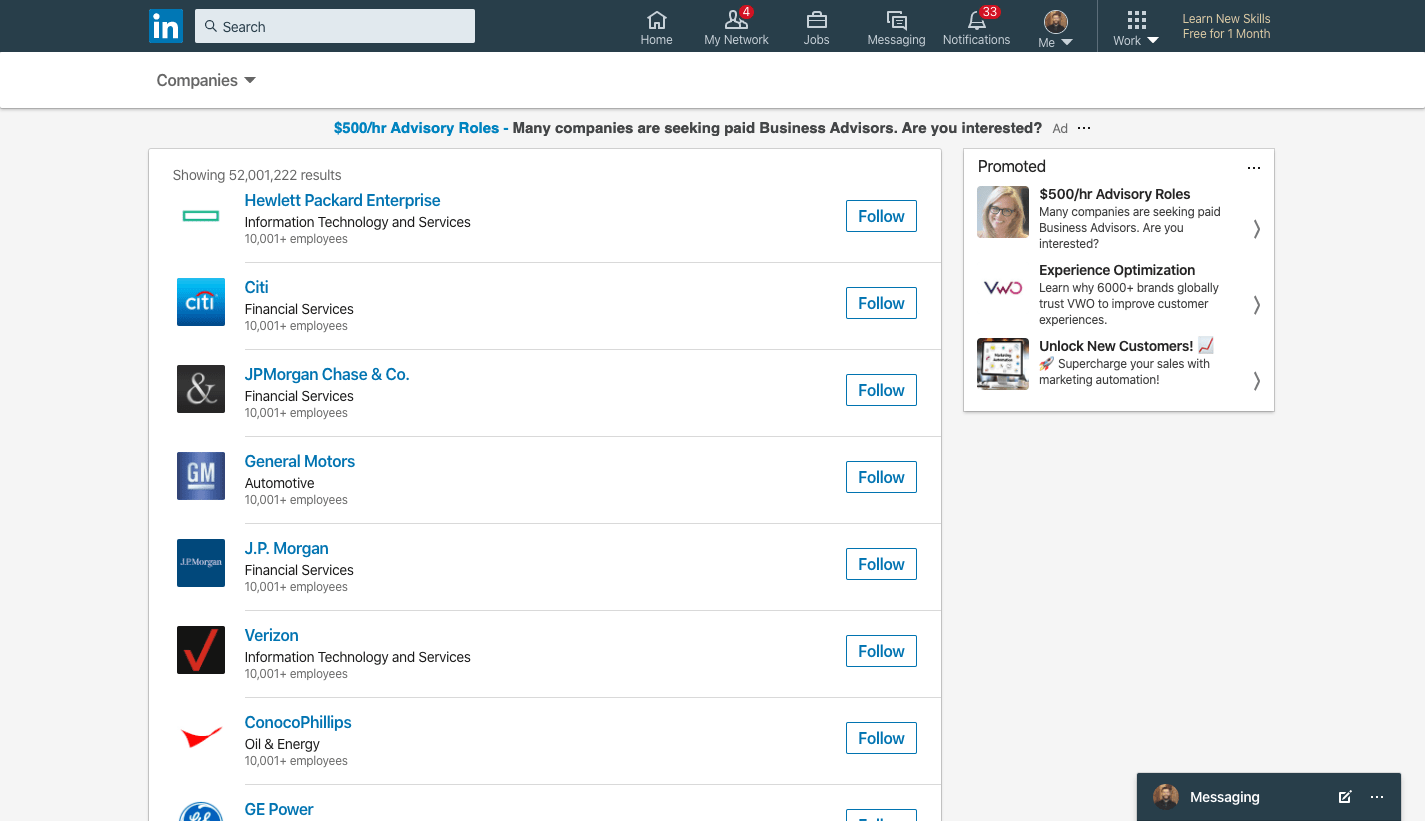 in
Search
4
33
Home
My Network
Jobs
Messaging
Notifications
Me
Work
Learn New Skills
Free for 1 Month
Companies
$500/hr Advisory Roles - Many companies are seeking paid Business Advisors. Are you interested? Ad
Showing 52,001,222 results
Hewlett Packard Enterprise
Information Technology and Services
10,001+ employees
Follow
citi
Citi
Financial Services
10,001+ employees
Follow
&
JPMorgan Chase & Co.
Financial Services
10,001+ employees
Follow
GM
General Motors
Automotive
10,001+ employees
Follow
J.P.Morgan
J.P. Morgan
Financial Services
10,001+ employees
Follow
Verizon
Information Technology and Services
10,001+ employees
Follow
ConocoPhillips
Oil & Energy
10,001+ employees
Follow
GE Power
Follow
Promoted
$500/hr Advisory Roles
Many companies are seeking paid
Business Advisors. Are you
interested?
VWO
Experience Optimization
Learn why 6000+ brands globally
trust VWO to improve customer
experiences.
Marketing
Automation
Unlock New Customers! 📈
🚀 Supercharge your sales with
marketing automation!
Messaging